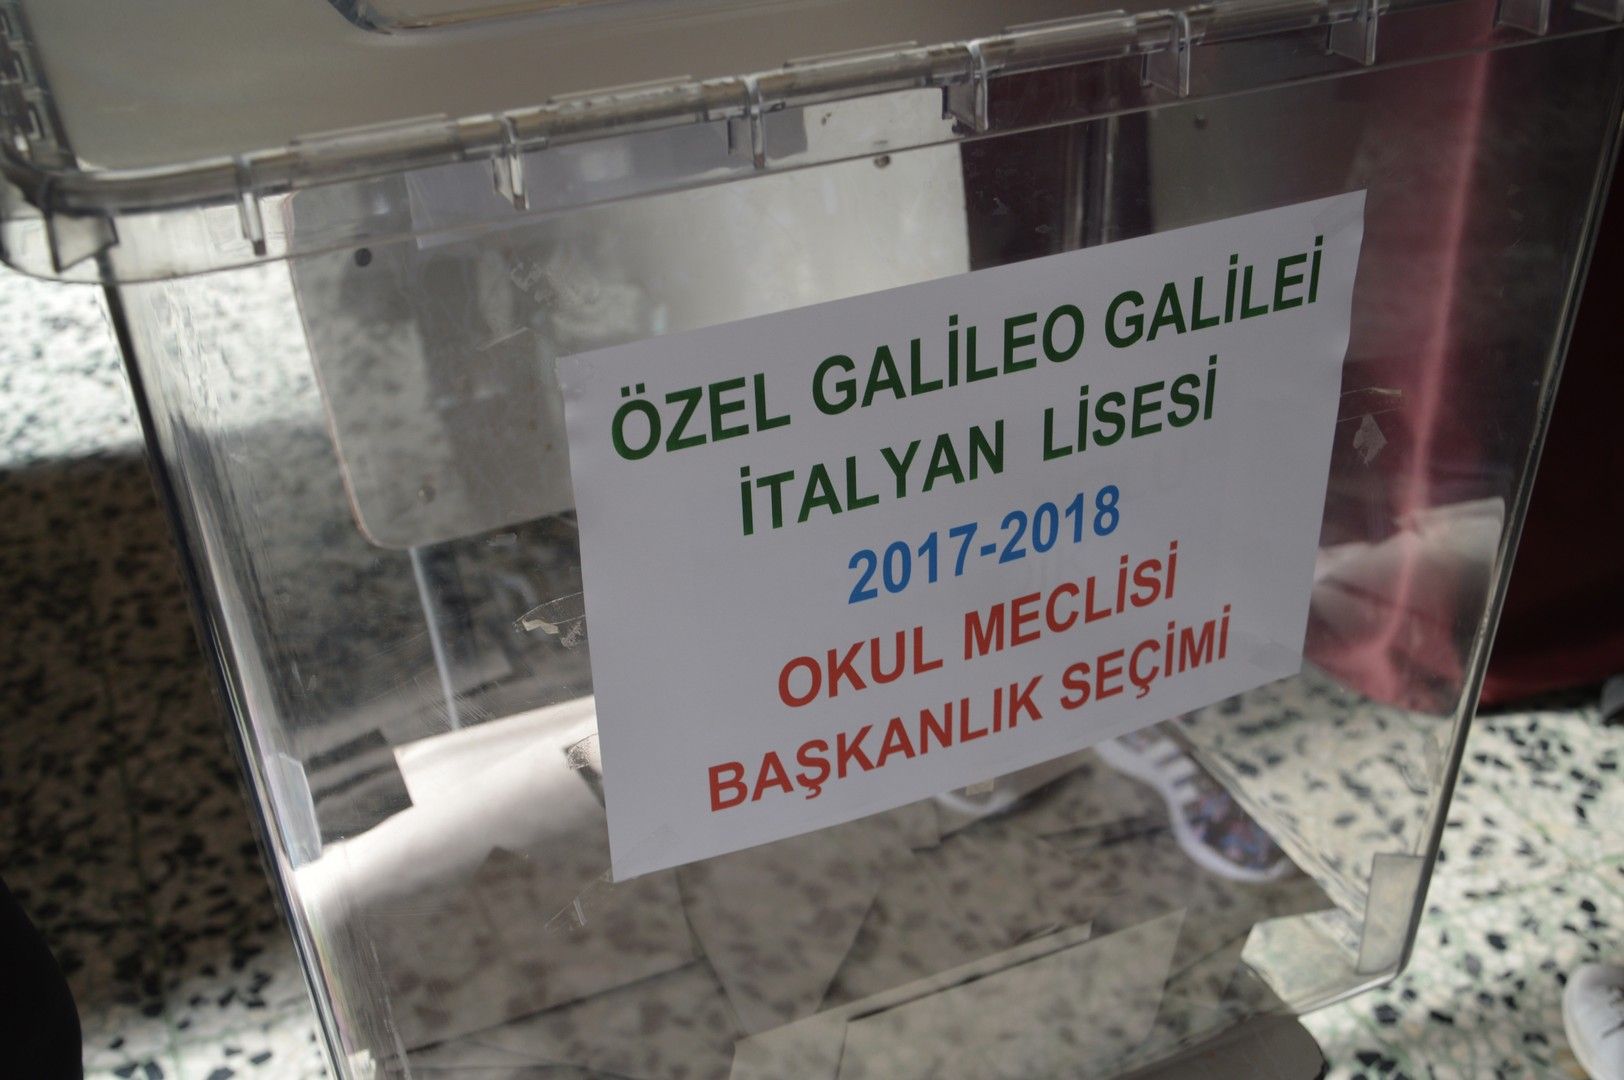 ÖZEL GALİLEO GALİLEİ
İTALYAN LİSESİ
2017-2018
OKUL MECLİSİ
BAŞKANLIK SEÇİMİ